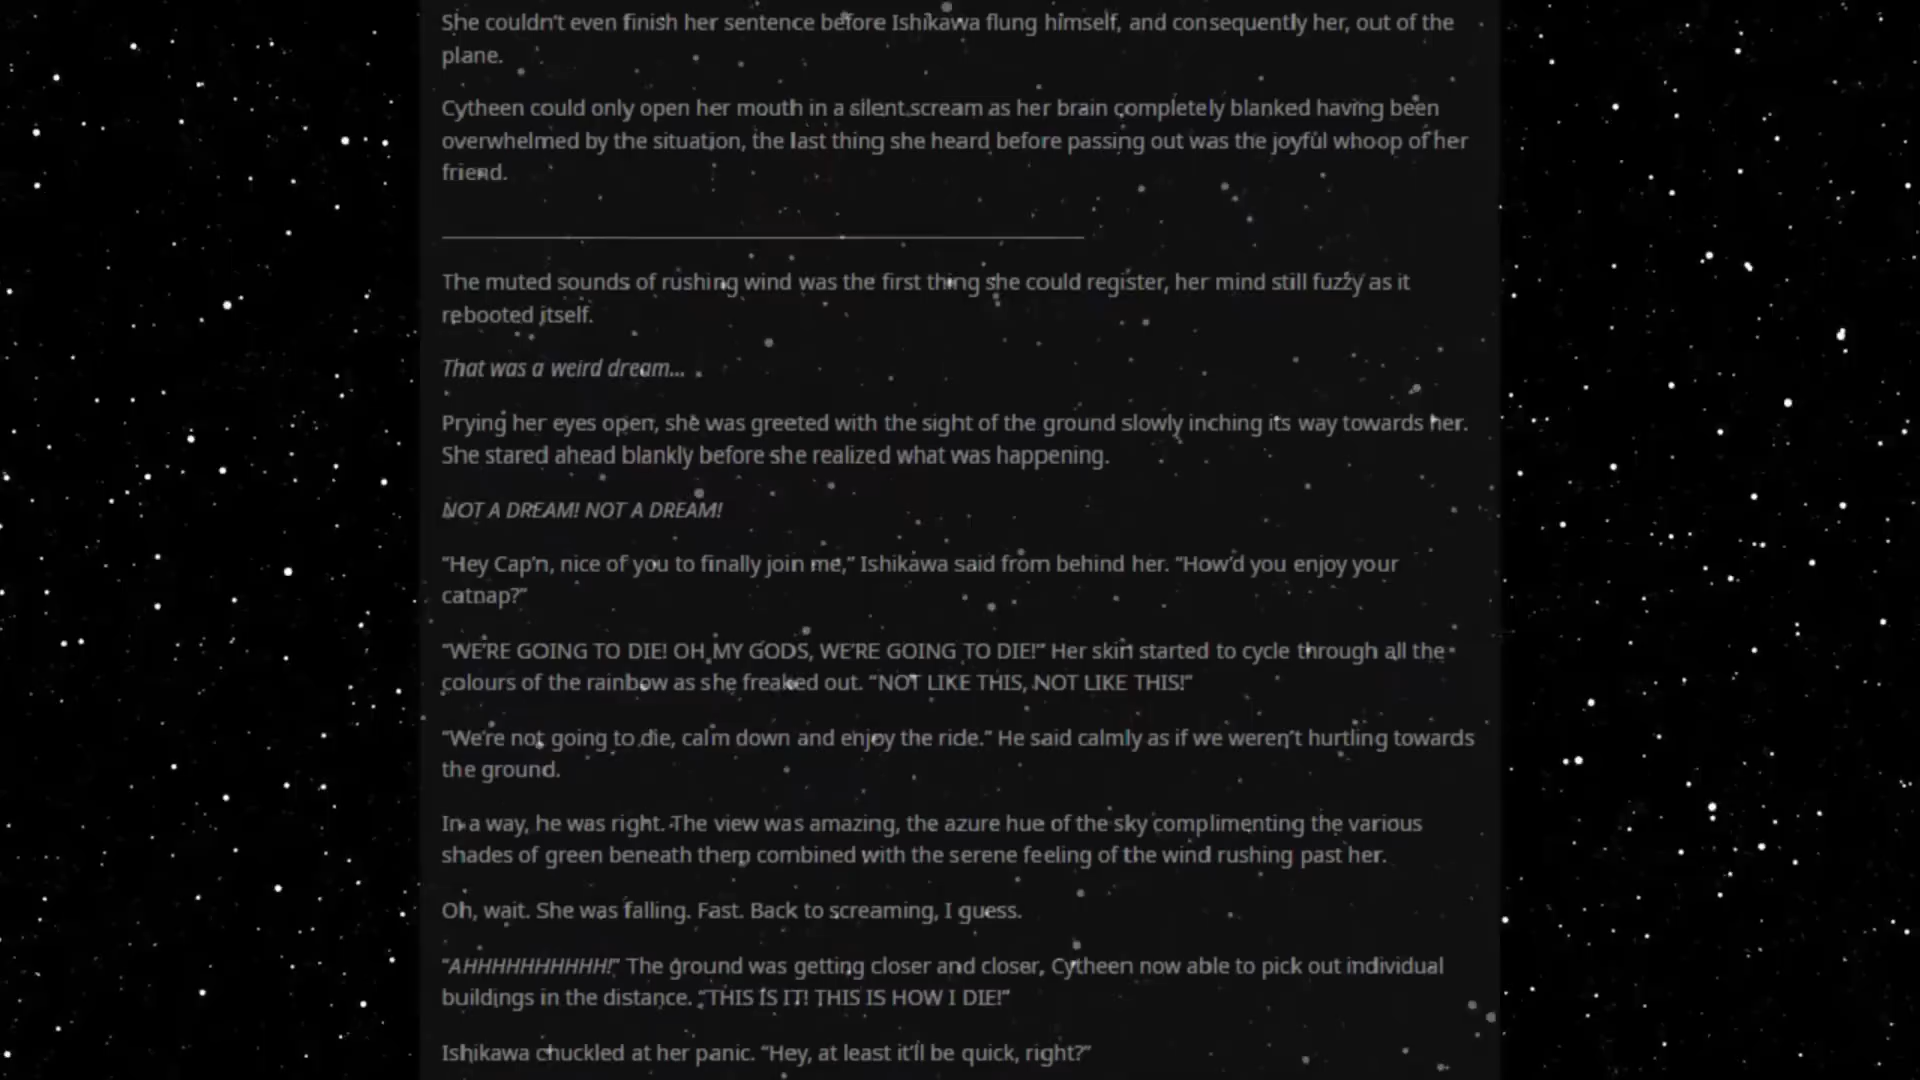 She couldn’t even finish her sentence before Ishikawa flung himself, and consequently her, out of the
plane.
Cytheen could only open her mouth in a silent scream as her brain completely blanked having been
overwhelmed by the situation, the last thing she heard before passing out was the joyful whoop of her
friend.
The muted sounds of rushing wind was the first thing she could register, her mind still fuzzy as it
rebooted itself.
That was a weird dream...
Prying her eyes open, she was greeted with the sight of the ground slowly inching its way towards her.
She stared ahead blankly before she realized what was happening.
NOT A DREAM! NOT A DREAM!
“Hey Cap’n, nice of you to finally join me,” Ishikawa said from behind her. “How’d you enjoy your
catnap?”
“WE’RE GOING TO DIE! OH MY GODS, WE’RE GOING TO DIE!” Her skin started to cycle through all the
colours of the rainbow as she freaked out. “NOT LIKE THIS, NOT LIKE THIS!”
“We’re not going to die, calm down and enjoy the ride.” He said calmly as if we weren’t hurtling towards
the ground.
In a way, he was right. The view was amazing, the azure hue of the sky complimenting the various
shades of green beneath them combined with the serene feeling of the wind rushing past her.
Oh, wait. She was falling. Fast. Back to screaming, I guess.
“AHHHHHHHHHH!” The ground was getting closer and closer, Cytheen now able to pick out individual
buildings in the distance. “THIS IS IT! THIS IS HOW I DIE!”
Ishikawa chuckled at her panic. “Hey, at least it’ll be quick, right?”